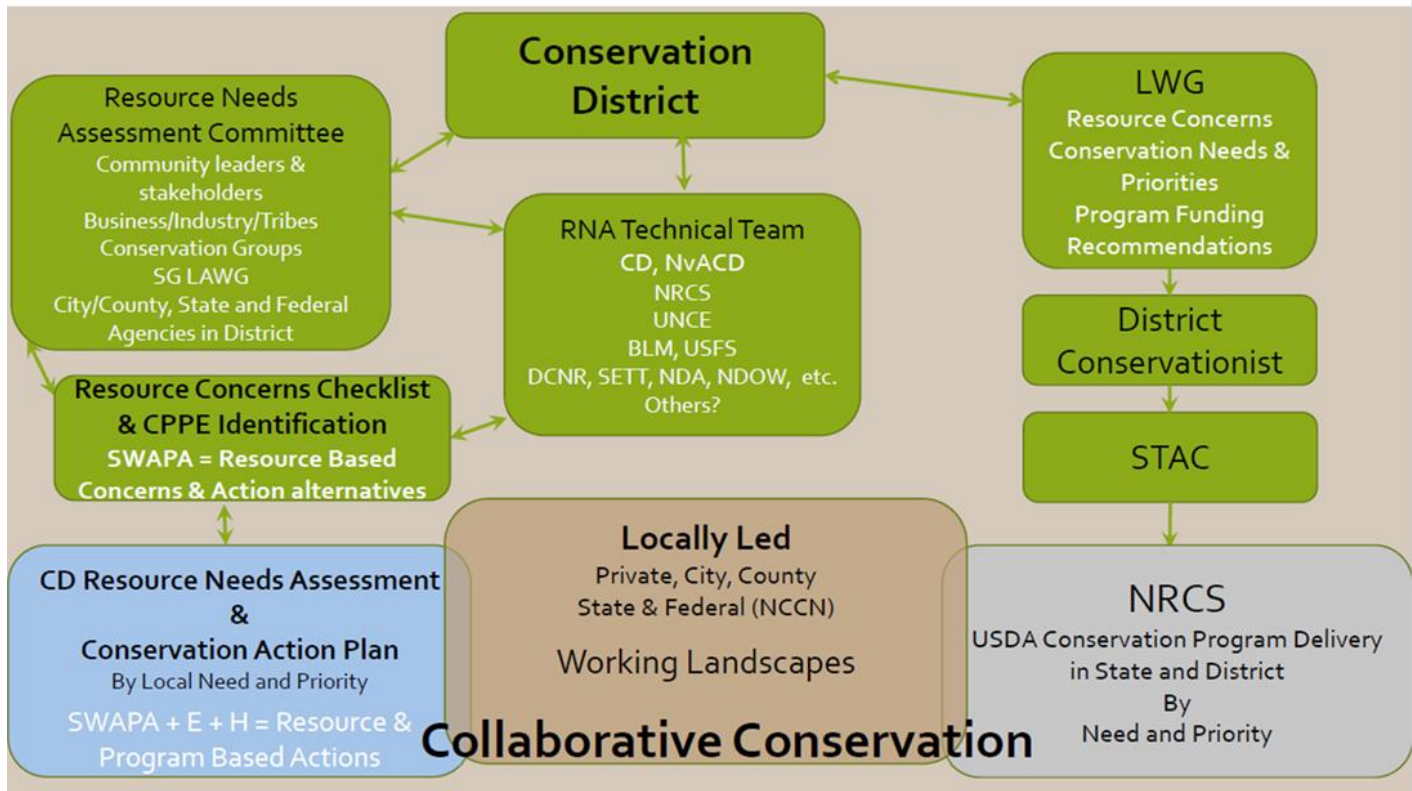 Conservation
District
Resource Needs
Assessment Committee
Community leaders &
stakeholders
Business/Industry/Tribes
Conservation Groups
SG LAWG
City/County, State and Federal
Agencies in District
RNA Technical Team
CD, NvACD
NRCS
UNCE
BLM, USFS
DCNR, SETT, NDA, NDOW, etc.
Others?
LWG
Resource Concerns
Conservation Needs &
Priorities
Program Funding
Recommendations
District
Conservationist
STAC
Resource Concerns Checklist
& CPPE Identification
SWAPA = Resource Based
Concerns & Action alternatives
CD Resource Needs Assessment
&
Conservation Action Plan
By Local Need and Priority
SWAPA + E + H = Resource &
Program Based Actions
Locally Led
Private, City, County
State & Federal (NCCN)
Working Landscapes
Collaborative Conservation
NRCS
USDA Conservation Program Delivery
in State and District
By
Need and Priority